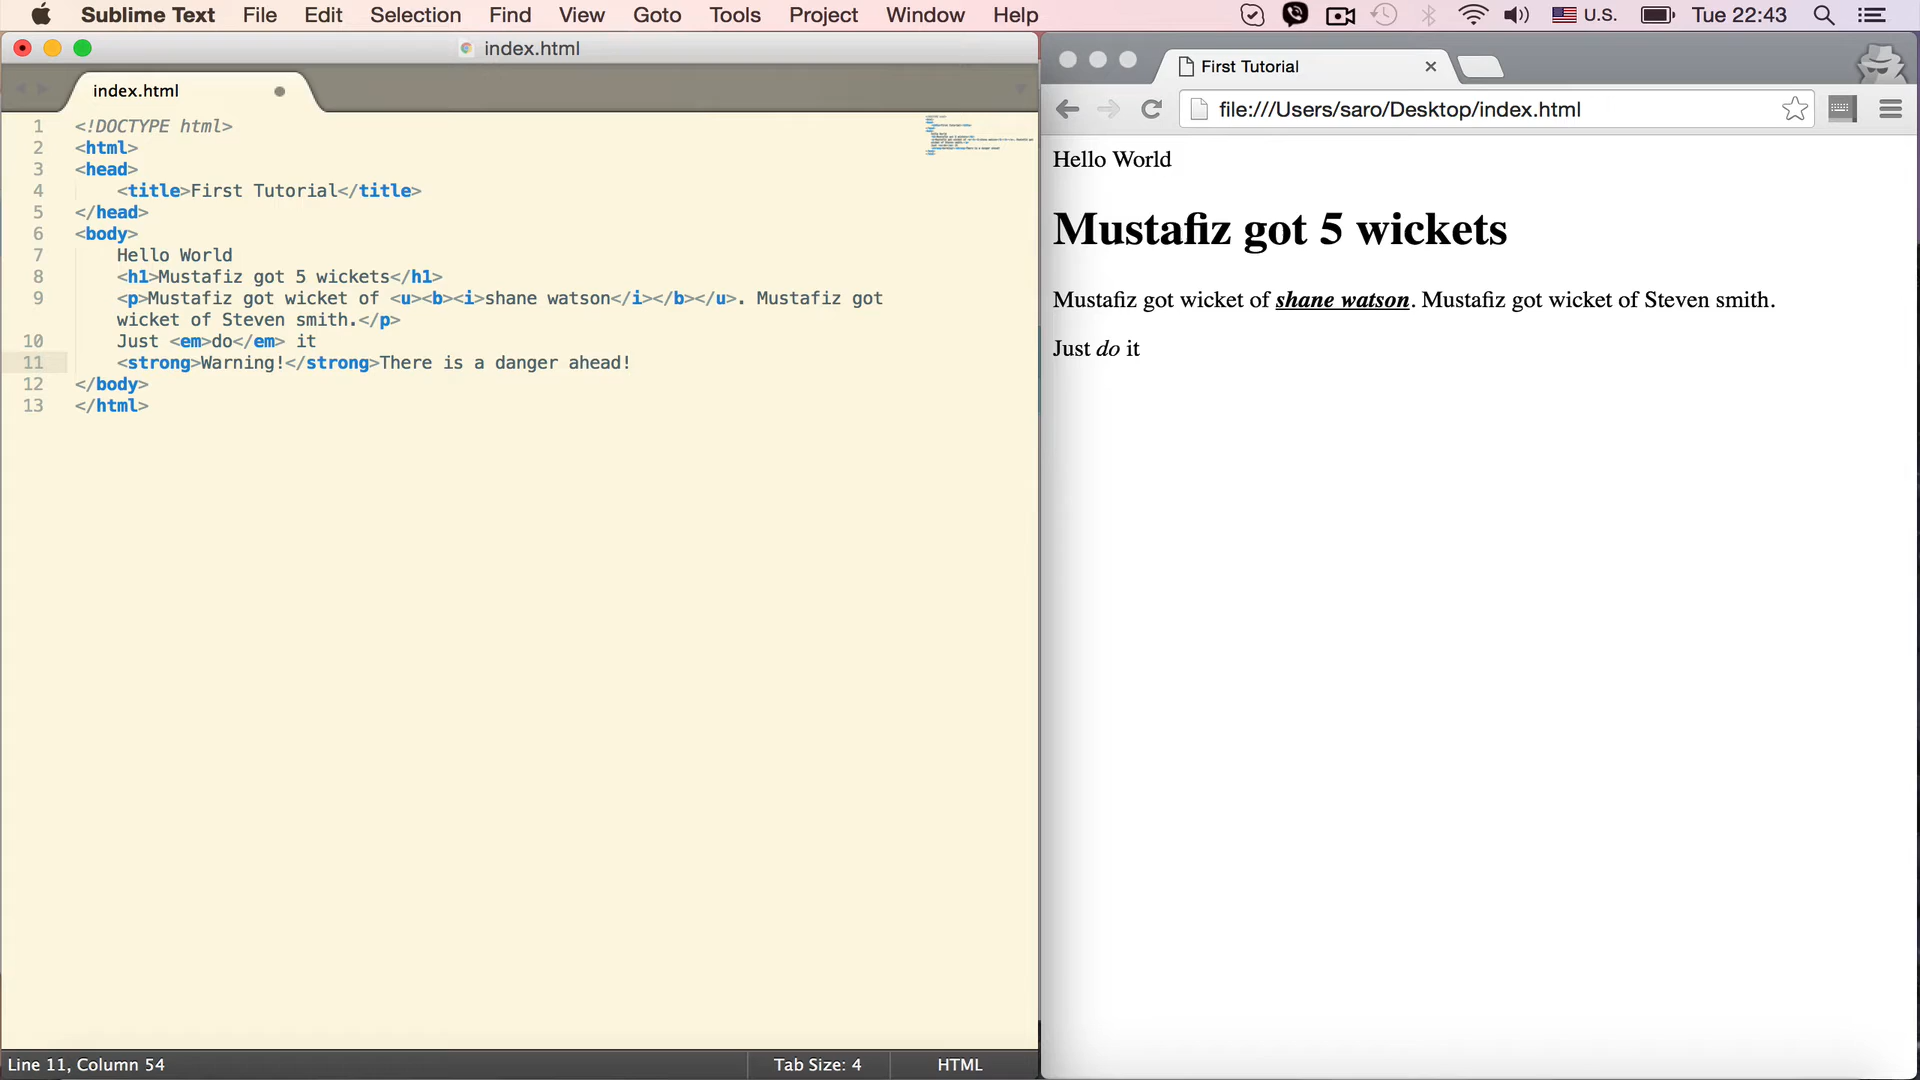 Sublime Text File Edit Selection Find View Goto Tools Project Window Help U.S. Tue 22:43
index.html
index.html
1 <!DOCTYPE html>
2 <html>
3 <head>
4 <title>First Tutorial</title>
5 </head>
6 <body>
7 Hello World
8 <h1>Mustafiz got 5 wickets</h1>
9 <p>Mustafiz got wicket of <u><b><i>shane watson</i></b></u>. Mustafiz got
wicket of Steven smith.</p>
10 Just <em>do</em> it
11 <strong>Warning!</strong>There is a danger ahead!
12 </body>
13 </html>
Line 11, Column 54 Tab Size: 4 HTML
First Tutorial
file:///Users/saro/Desktop/index.html
Hello World
Mustafiz got 5 wickets
Mustafiz got wicket of shane watson. Mustafiz got wicket of Steven smith.
Just do it